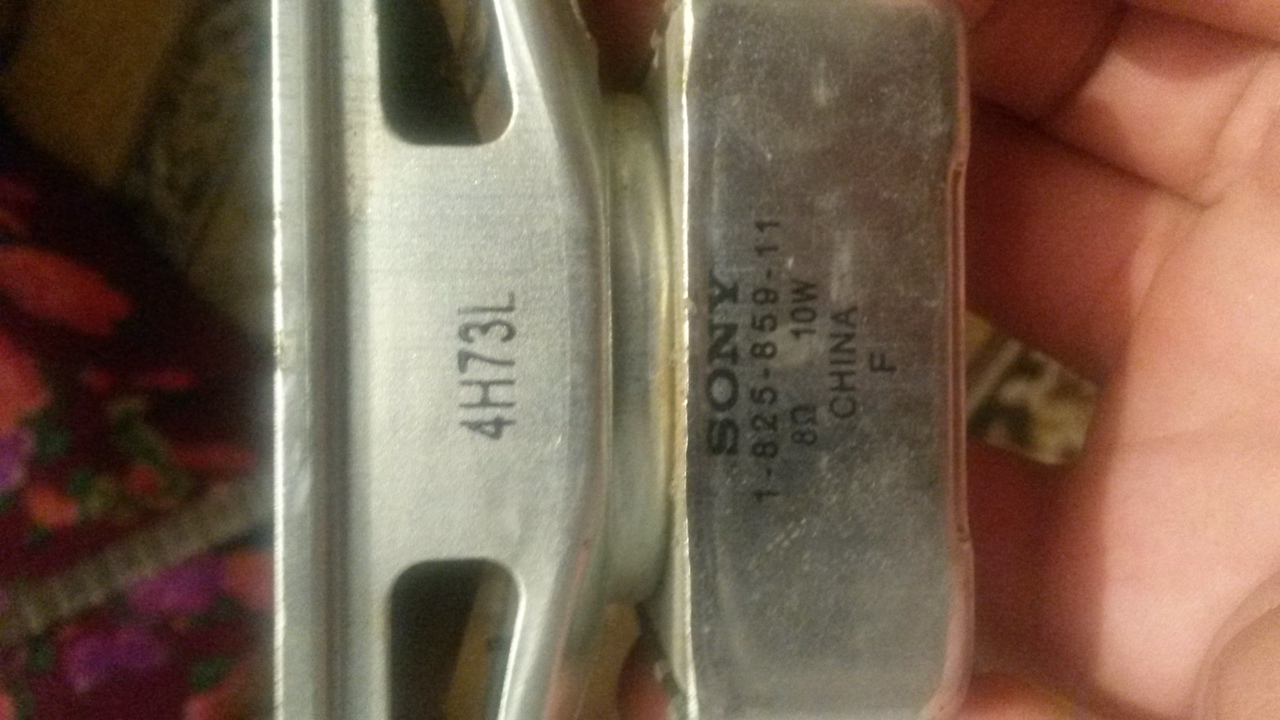 4H73L
SONY
1-825-859-11
8Ω 10W
CHINA
F